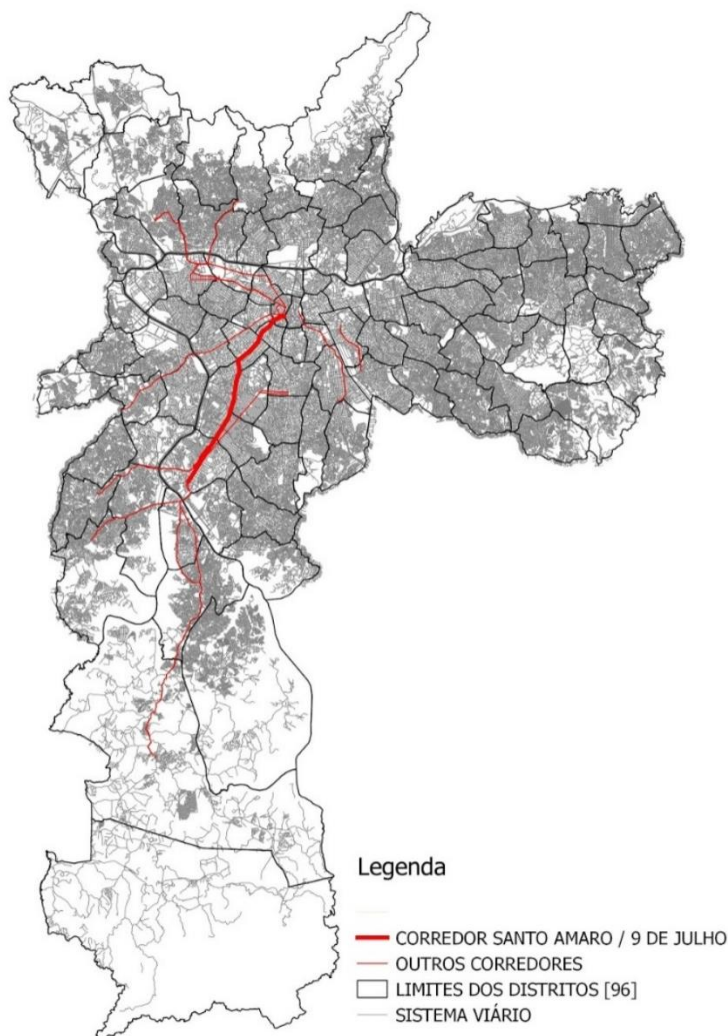 Legenda
CORREDOR SANTO AMARO / 9 DE JULHO
OUTROS CORREDORES
LIMITES DOS DISTRITOS [96]
SISTEMA VIÁRIO